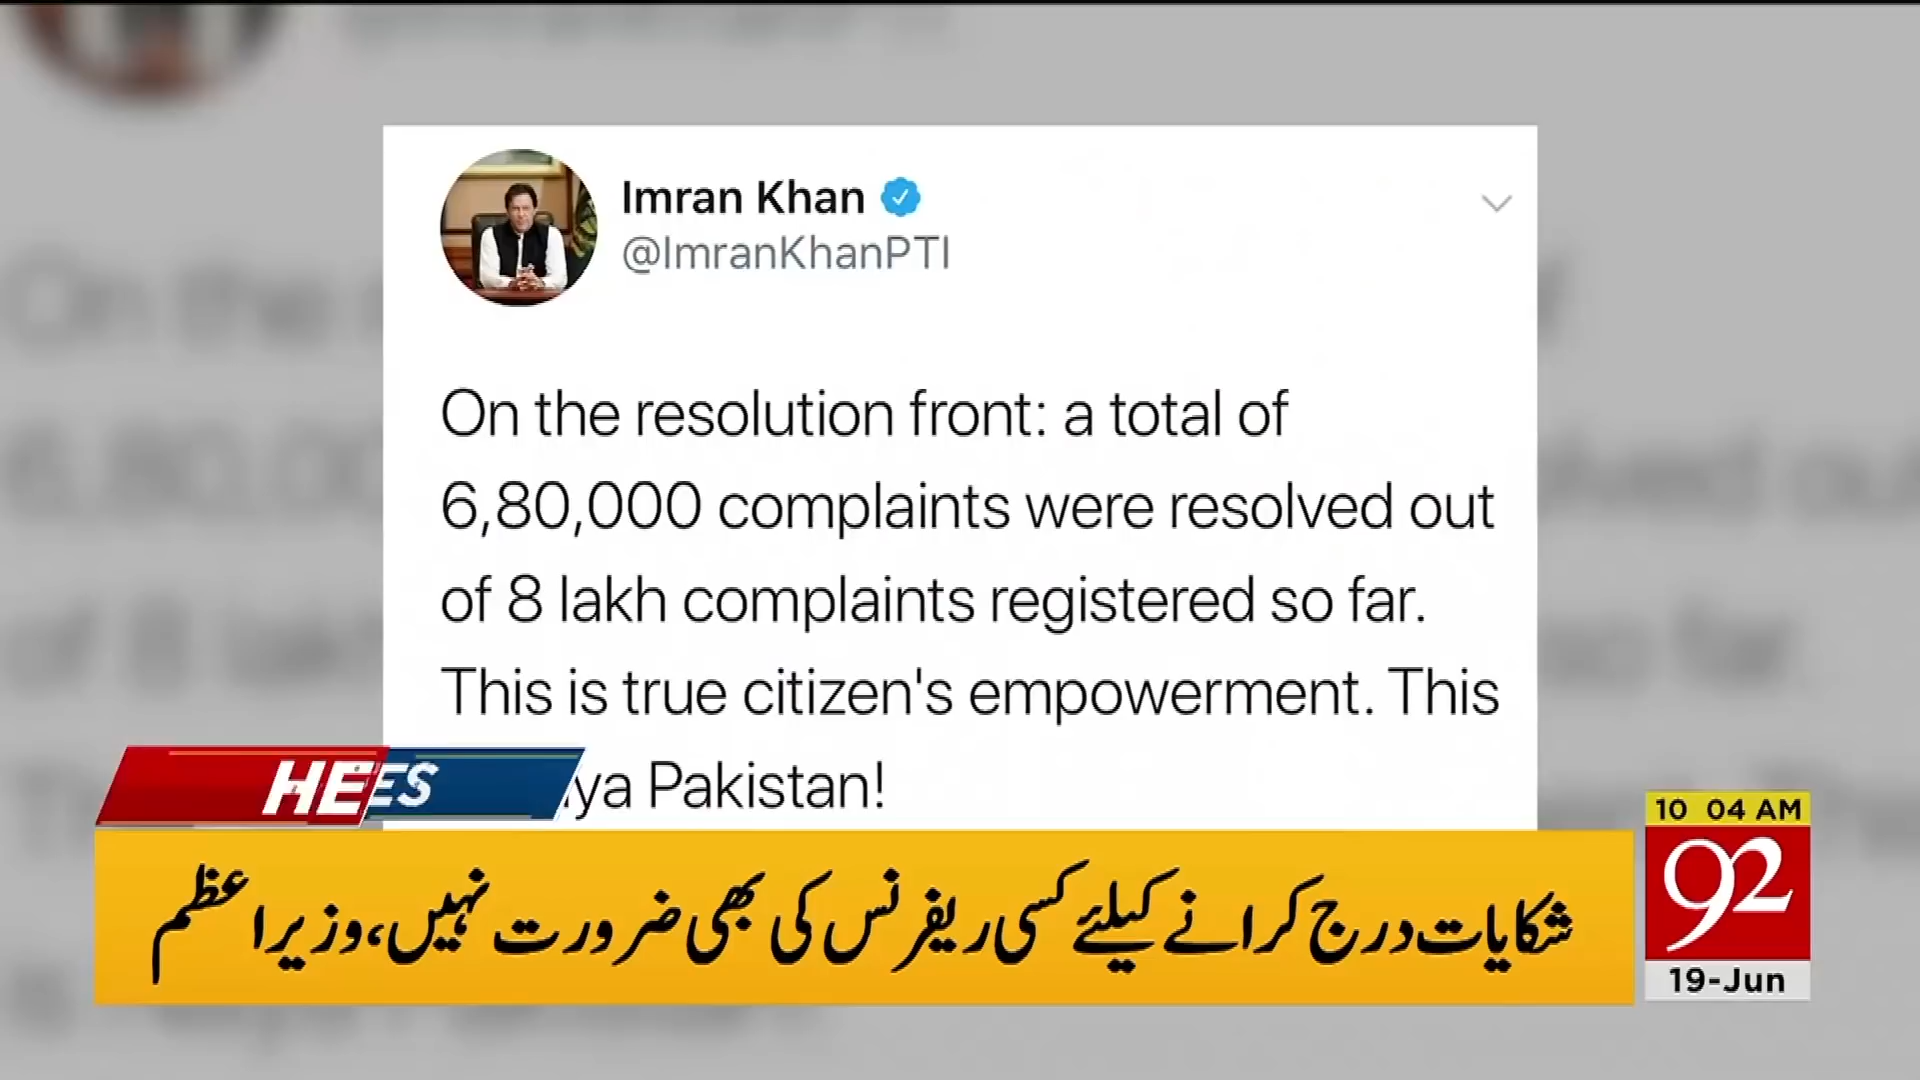 Imran Khan
@ImranKhanPTI
On the resolution front: a total of
6,80,000 complaints were resolved out
of 8 lakh complaints registered so far.
This is true citizen's empowerment. This
ya Pakistan!
شکایات درج کرانے کیلئے کسی ریفرنس کی بھی ضرورت نہیں، وزیراعظم
10 04 AM
92
19-Jun